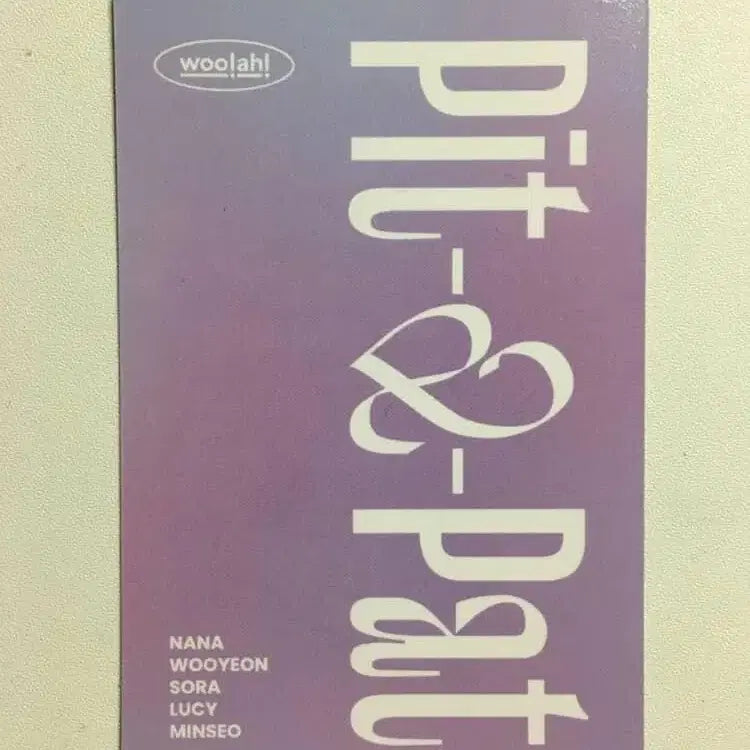 woo!ah!
pit-&-pat
NANA
WOOYEON
SORA
LUCY
MINSEO